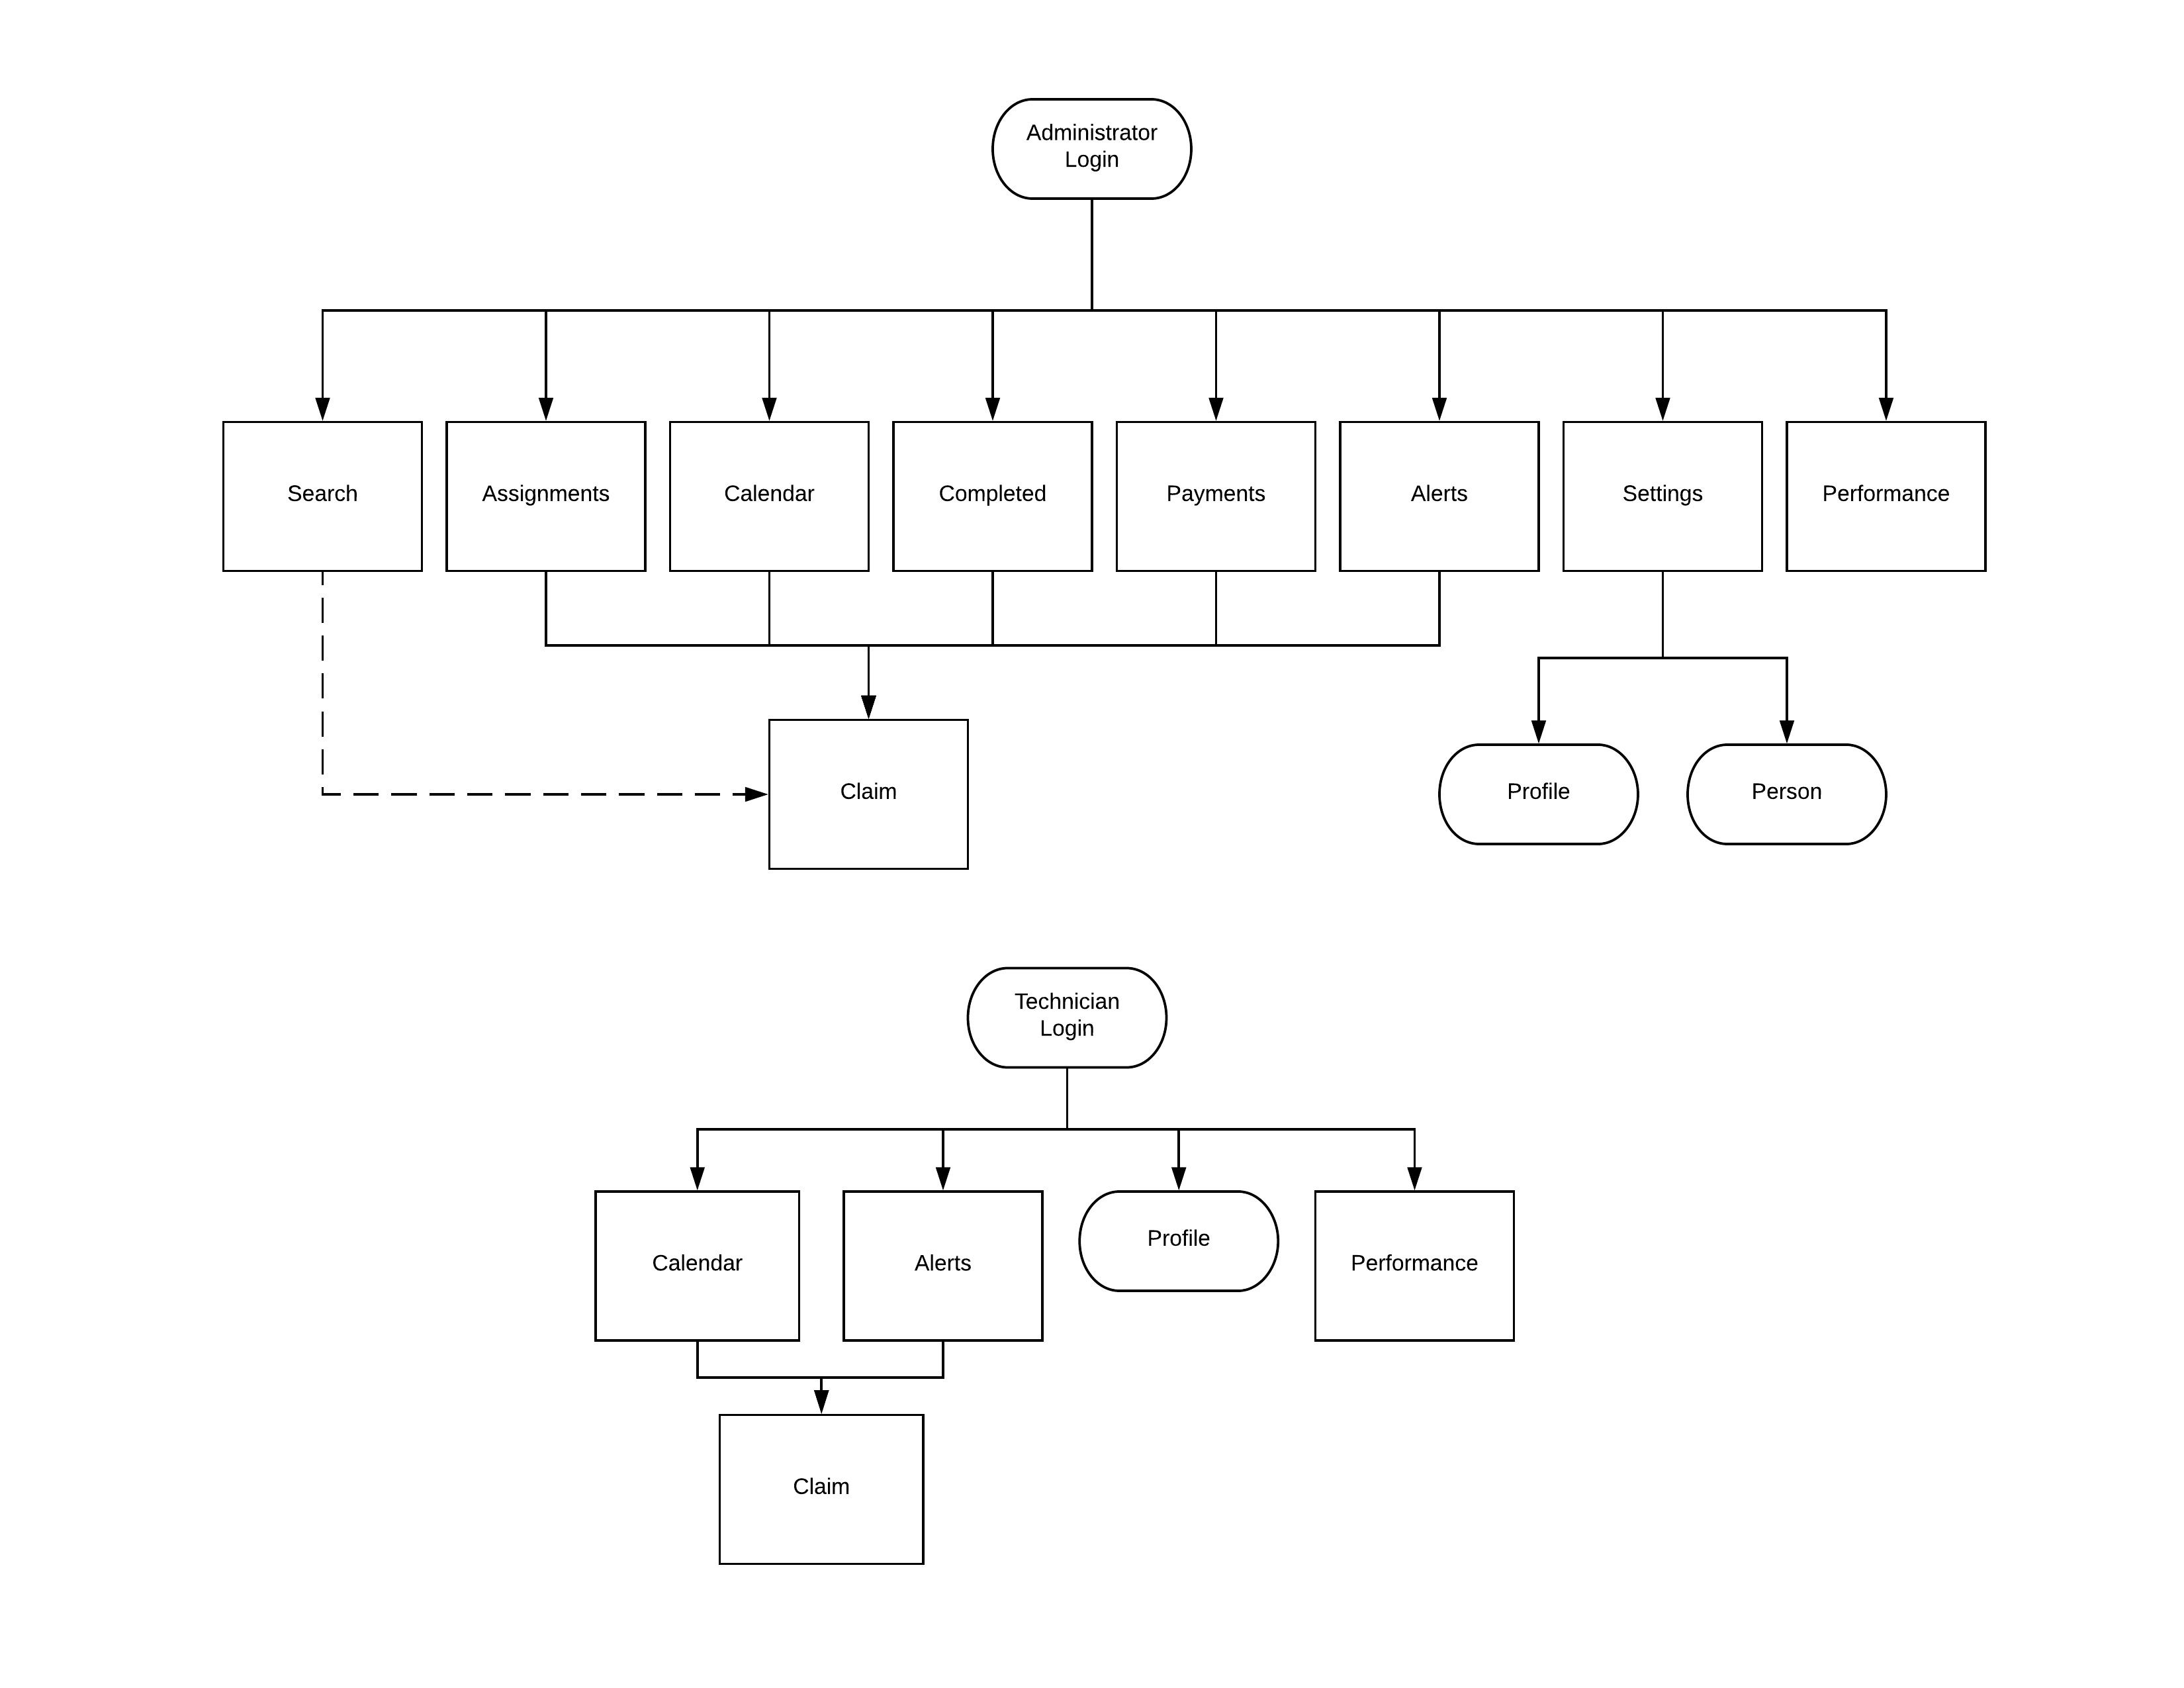 Administrator
Login
Search
Assignments
Calendar
Completed
Payments
Alerts
Settings
Performance
Claim
Profile
Person
Technician
Login
Calendar
Alerts
Profile
Performance
Claim